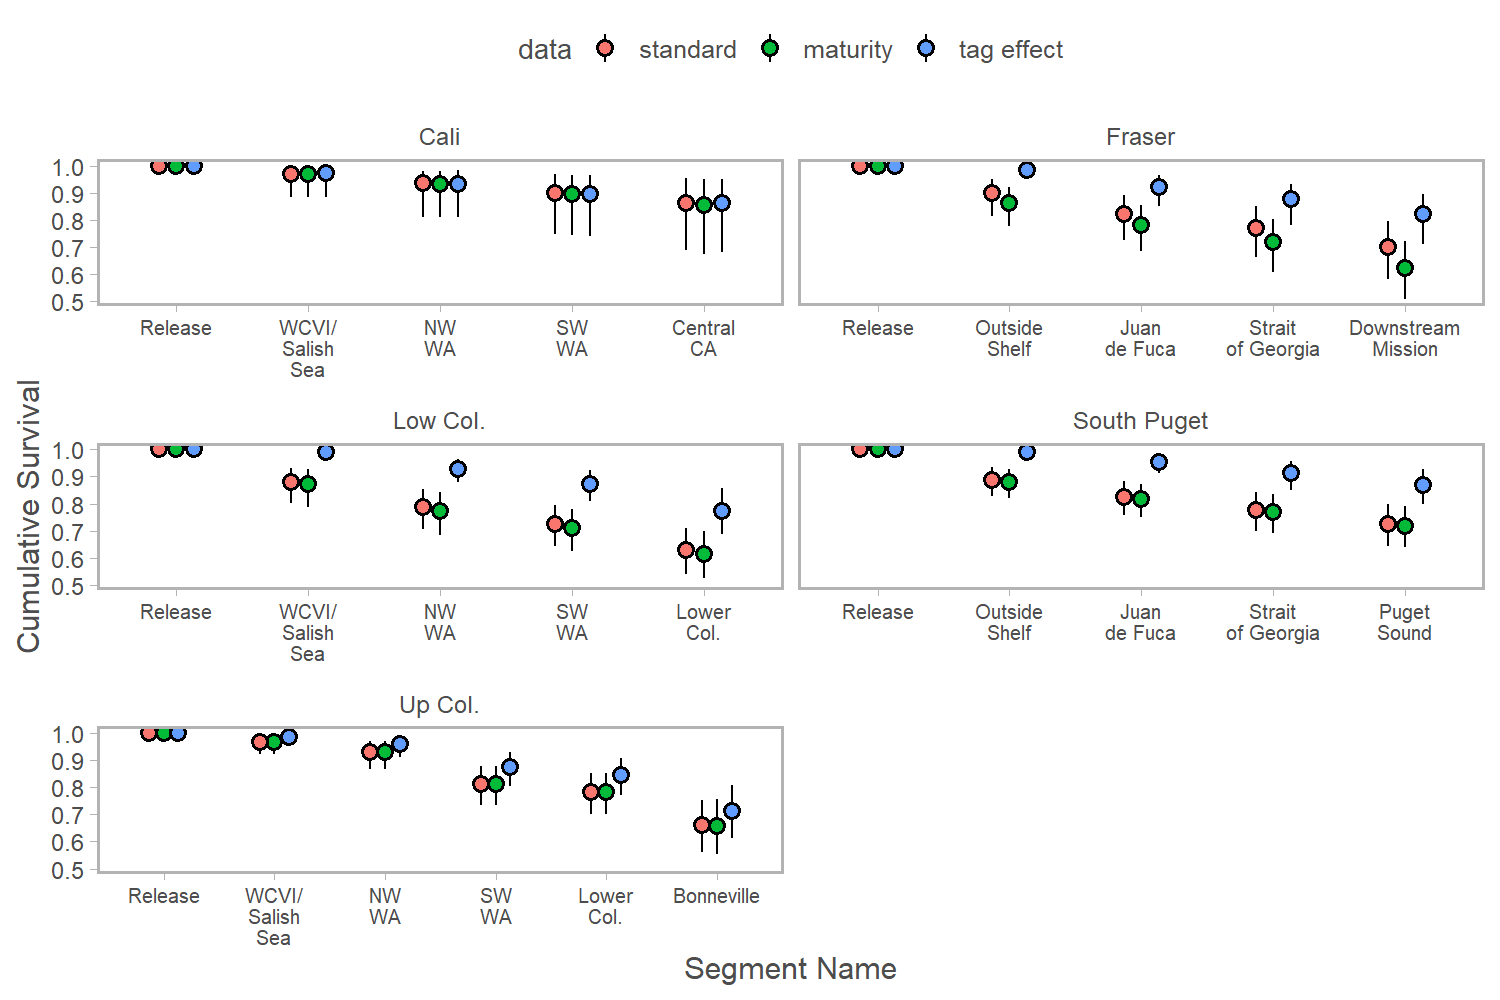 data standard maturity tag effect
Cali
Fraser
1.0
0.9
0.8
0.7
0.6
0.5
Release WCVI/ NW SW Central
Salish WA WA CA
Sea
Release Outside Juan Strait Downstream
Shelf de Fuca of Georgia Mission
Cumulative Survival
Low Col.
South Puget
1.0
0.9
0.8
0.7
0.6
0.5
Release WCVI/ NW SW Lower
Salish WA WA Col.
Sea
Release Outside Juan Strait Puget
Shelf de Fuca of Georgia Sound
Up Col.
1.0
0.9
0.8
0.7
0.6
0.5
Release WCVI/ NW SW Lower Bonneville
Salish WA WA Col.
Sea
Segment Name